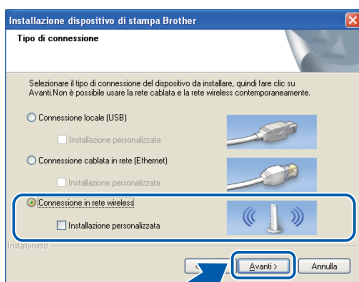 Installazione dispositivo di stampa Brother
Tipo di connessione
Selezionare il tipo di connessione del dispositivo da installare, quindi fare clic su
Avanti.Non è possibile usare la rete cablata e la rete wireless contemporaneamente.
Connessione locale (USB)
Installazione personalizzata
Connessione cablata in rete (Ethernet)
Installazione personalizzata
Connessione in rete wireless
Installazione personalizzata
InstallShield
< Avanti > Annulla